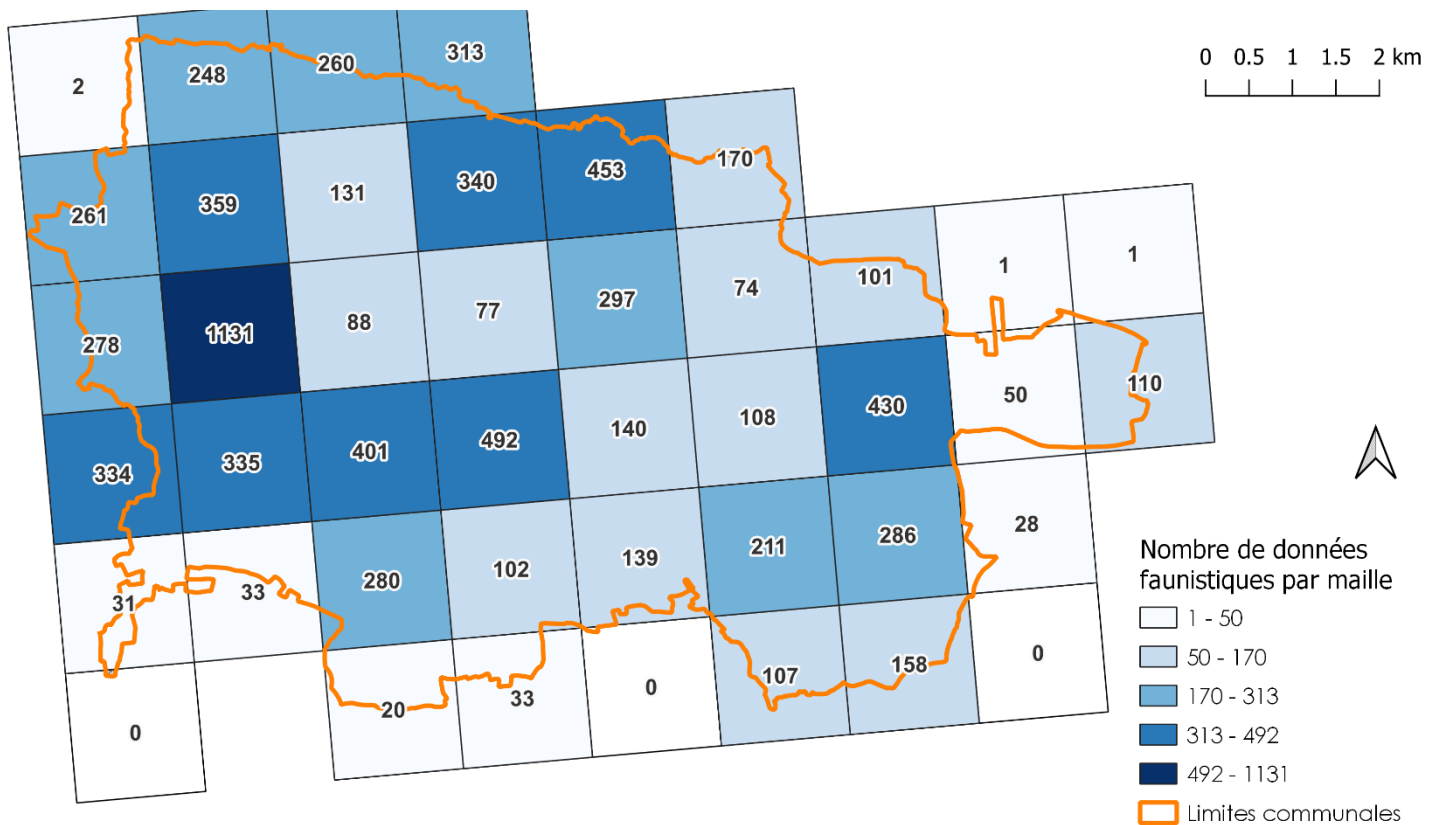 0 0.5 1 1.5 2 km
2 248 260 313
261 359 131 340 453 170
278 1131 88 77 297 74 101 1 1
334 335 401 492 140 108 430 50 110
31 33 280 102 139 211 286 28
0 20 33 0 107 158 0
Nombre de données
faunistiques par maille
1 - 50
50 - 170
170 - 313
313 - 492
492 - 1131
Limites communales